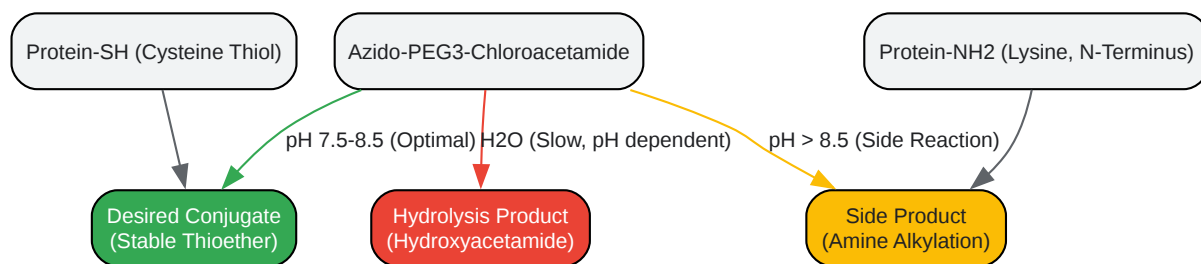 Protein-SH (Cysteine Thiol)
Azido-PEG3-Chloroacetamide
Protein-NH2 (Lysine, N-Terminus)
pH 7.5-8.5 (Optimal)
H2O (Slow, pH dependent)
pH > 8.5 (Side Reaction)
Desired Conjugate
(Stable Thioether)
Hydrolysis Product
(Hydroxyacetamide)
Side Product
(Amine Alkylation)